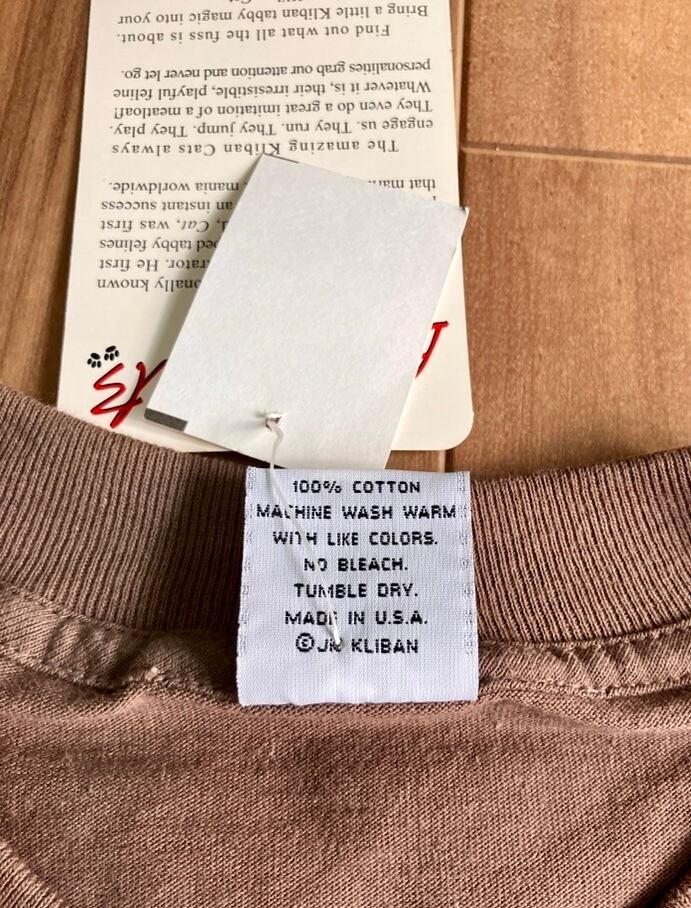 known
He first
tabby felines
Cat, was first
an instant success
that mania worldwide.
The amazing Kliban Cats always
engage us. They run. They jump. They play.
They even do a great imitation of a meatloaf!
Whatever it is, their irresistible, playful feline
personalities grab our attention and never let go.
Find out what all the fuss is about.
Bring a little Kliban tabby magic into your
100% COTTON
MACHINE WASH WARM
WITH LIKE COLORS.
NO BLEACH.
TUMBLE DRY.
MADE IN U.S.A.
© KLIBAN